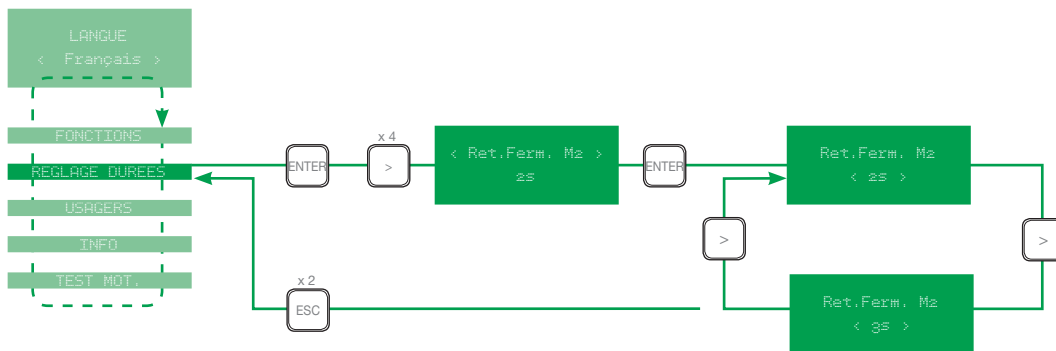 LANGUE
< Français >
FONCTIONS
REGLAGE DUREES
USAGERS
INFO
TEST MOT.
ENTER
x 4
>
< Ret.Ferm. M2 >
2s
ENTER
Ret.Ferm. M2
< 2s >
>
>
Ret.Ferm. M2
< 3s >
x 2
ESC